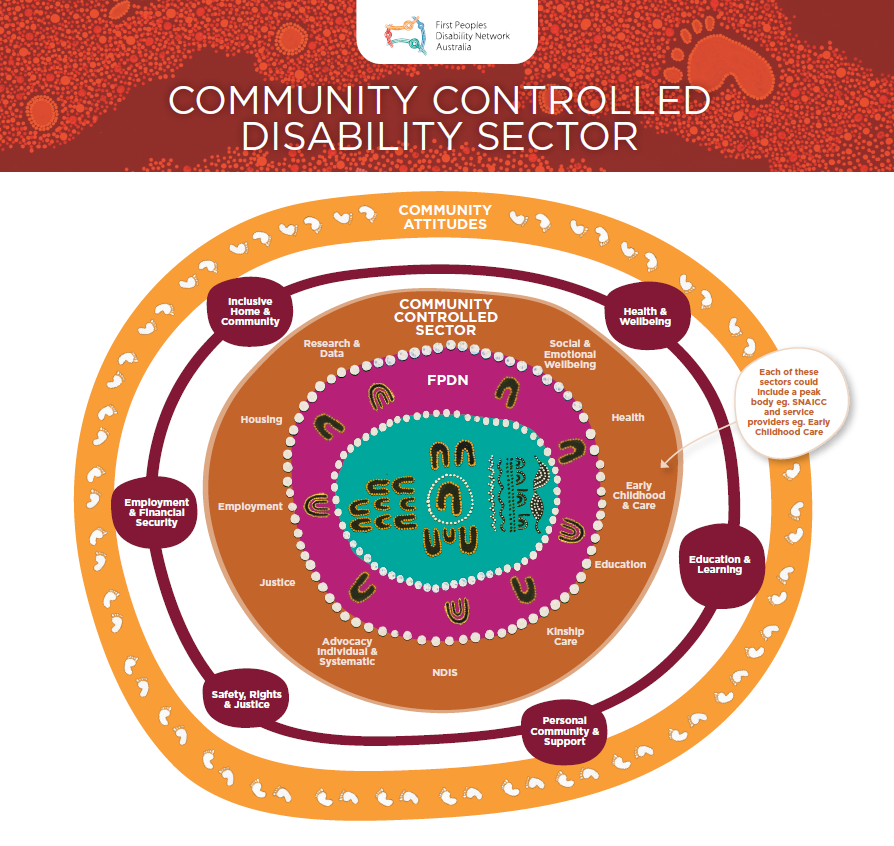 First Peoples
Disability Network
Australia
COMMUNITY CONTROLLED
DISABILITY SECTOR
COMMUNITY
ATTITUDES
Inclusive
Home &
Community
Health &
Wellbeing
COMMUNITY
CONTROLLED
SECTOR
Research &
Data
Social &
Emotional
Wellbeing
Each of these
sectors could
include a peak
body eg. SNAICC
and service
providers eg. Early
Childhood Care
FPDN
Housing
Health
Employment
& Financial
Security
Employment
Early
Childhood
& Care
Education &
Learning
Education
Justice
Kinship
Care
Advocacy
Individual &
Systematic
NDIS
Safety, Rights
& Justice
Personal
Community &
Support